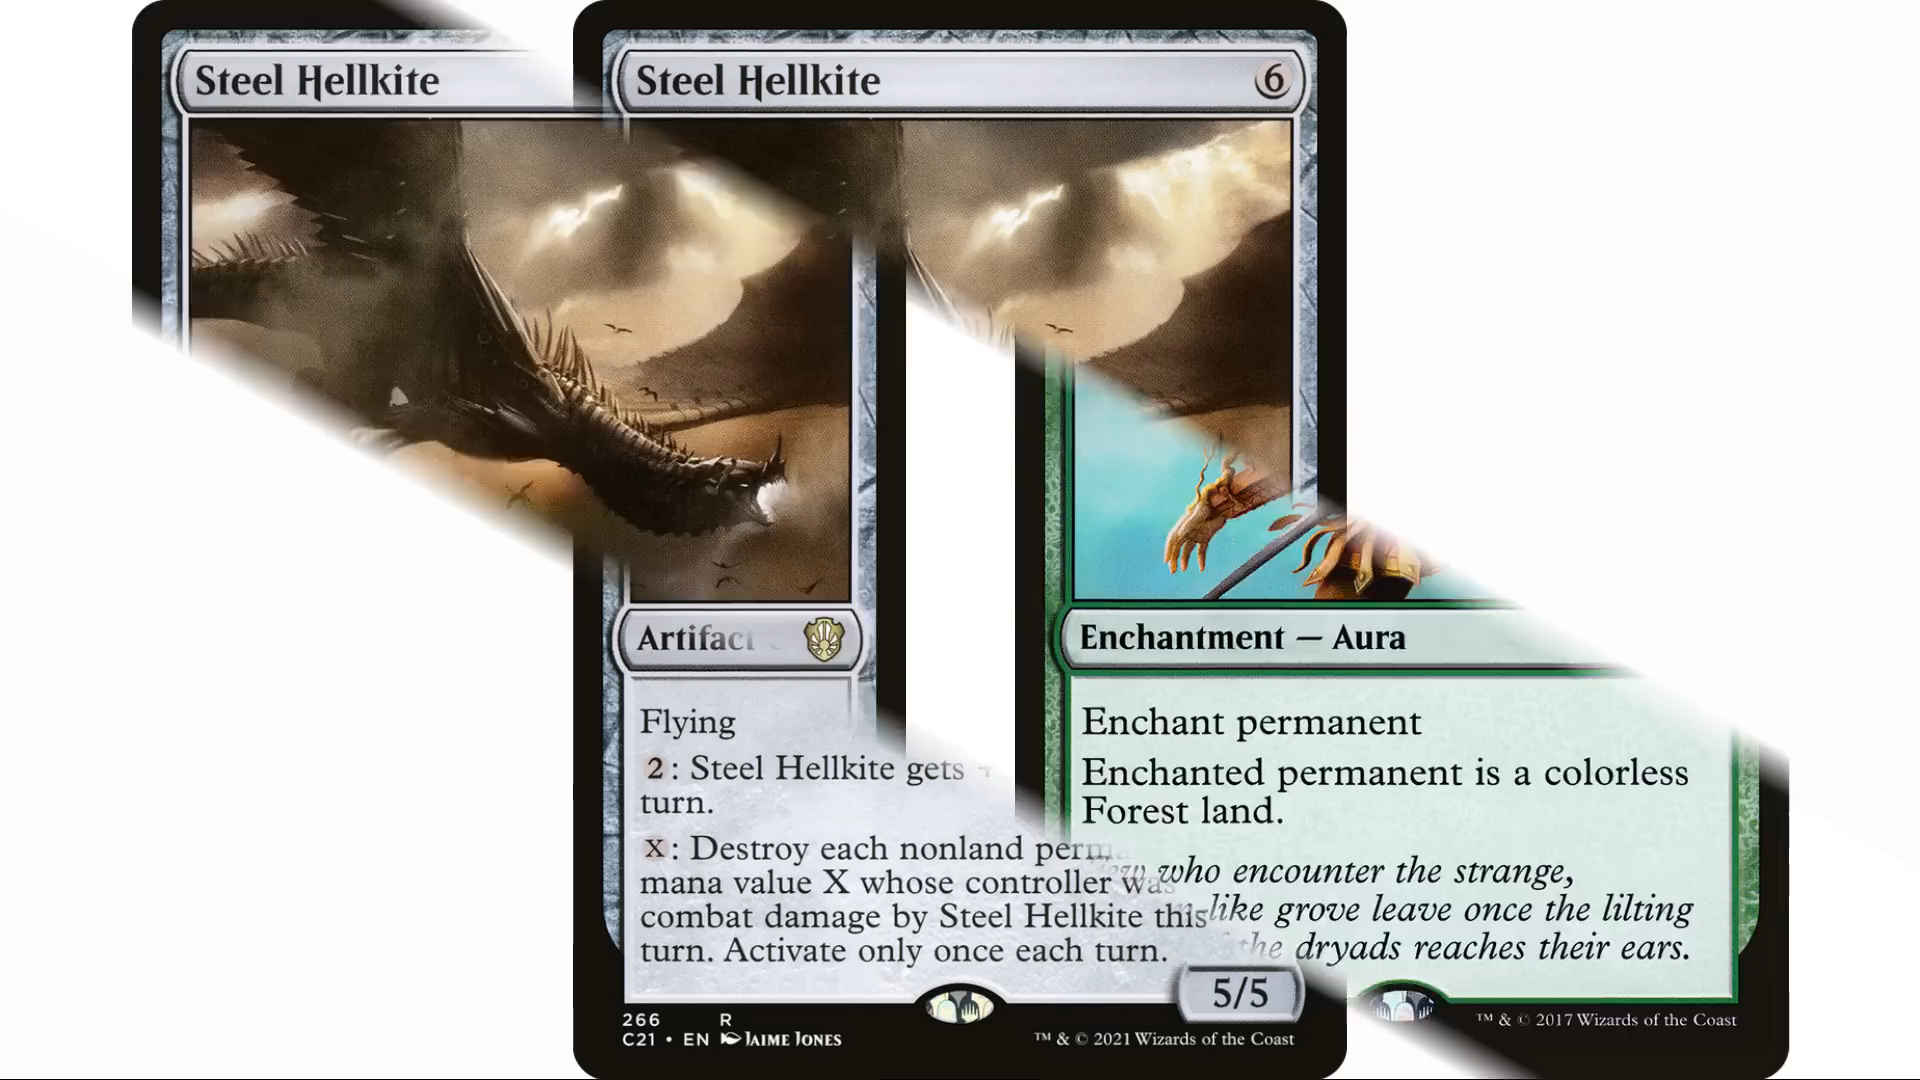 Steel Hellkite
Steel Hellkite 6
Artifact
Flying
2: Steel Hellkite gets
turn.
X: Destroy each nonland
mana value X whose controller was
combat damage by Steel Hellkite this
turn. Activate only once each turn.
5/5
266 R
C21 • EN JAIME JONES
™ & © 2021 Wizards of the Coast
Enchantment — Aura
Enchant permanent
Enchanted permanent is a colorless
Forest land.
who encounter the strange,
like grove leave once the lilting
the dryads reaches their ears.
™ & © 2017 Wizards of the Coast